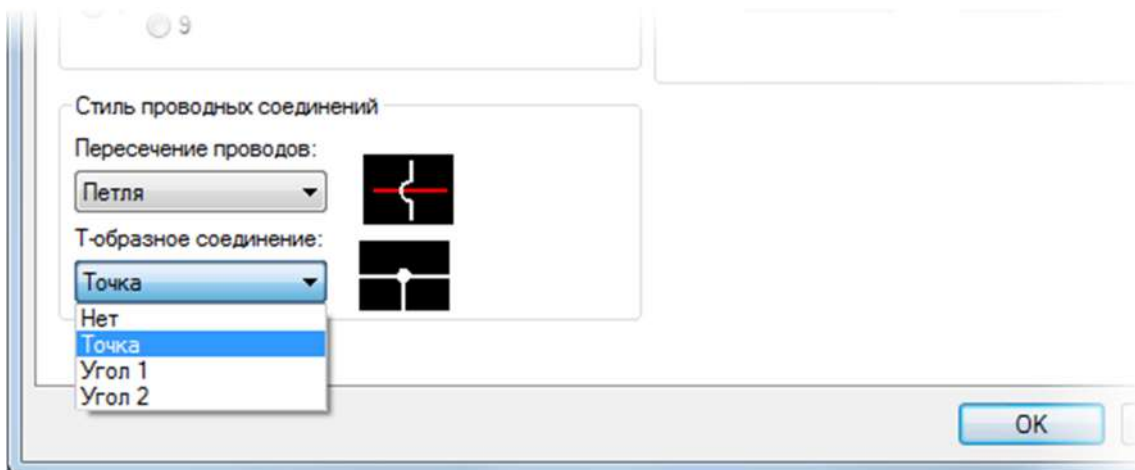 9
Стиль проводных соединений
Пересечение проводов:
Петля
Т-образное соединение:
Точка
Нет
Точка
Угол 1
Угол 2
OK